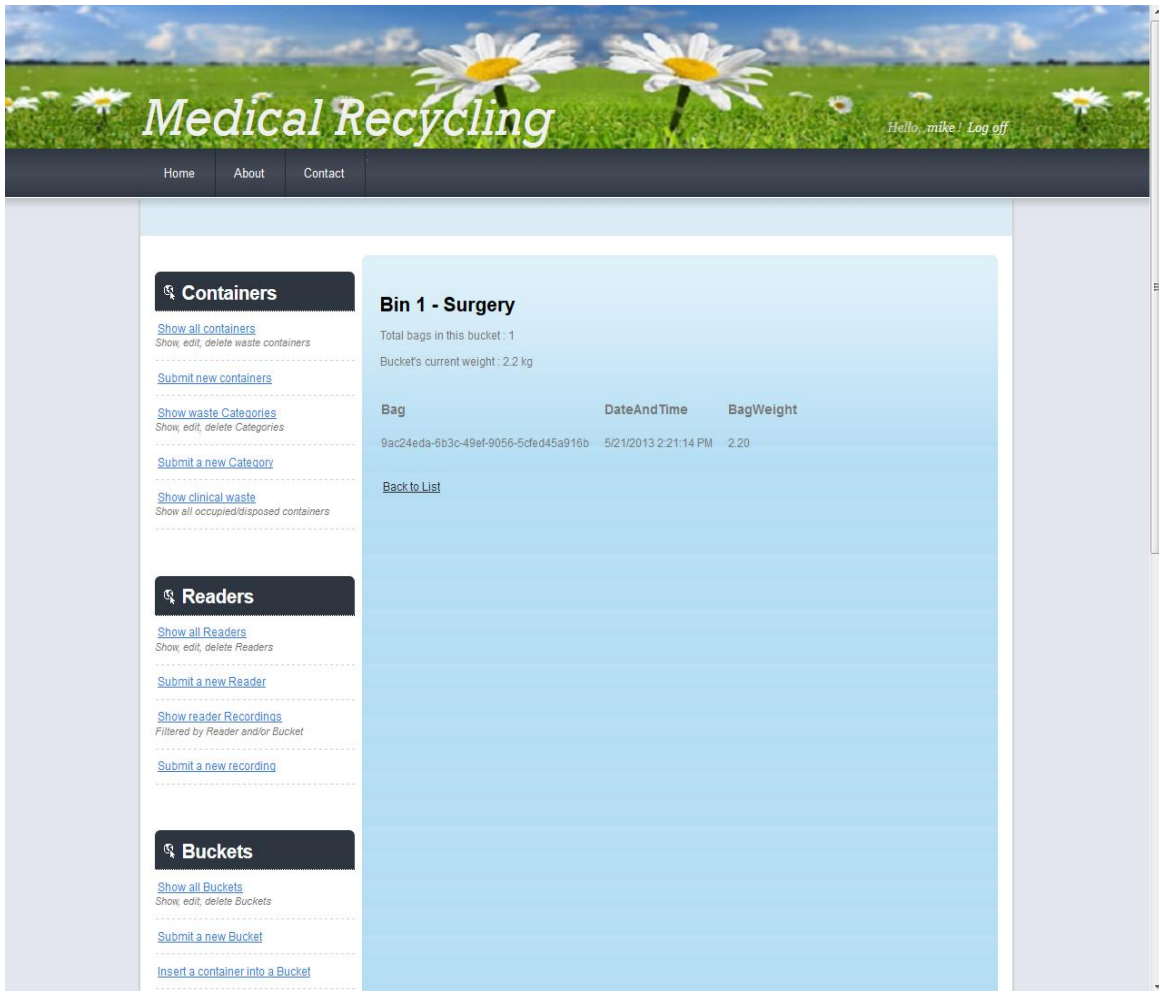 Medical Recycling
Hello, mike ! Log off
Home About Contact
Containers
Show all containers
Show, edit, delete waste containers
Submit new containers
Show waste Categories
Show, edit, delete Categories
Submit a new Category
Show clinical waste
Show all occupied/disposed containers
Readers
Show all Readers
Show, edit, delete Readers
Submit a new Reader
Show reader Recordings
Filtered by Reader and/or Bucket
Submit a new recording
Buckets
Show all Buckets
Show, edit, delete Buckets
Submit a new Bucket
Insert a container into a Bucket
Bin 1 - Surgery
Total bags in this bucket : 1
Bucket's current weight : 2.2 kg
Bag DateAndTime BagWeight
9ac24eda-6b3c-49ef-9056-5cfed45a916b 5/21/2013 2:21:14 PM 2.20
Back to List